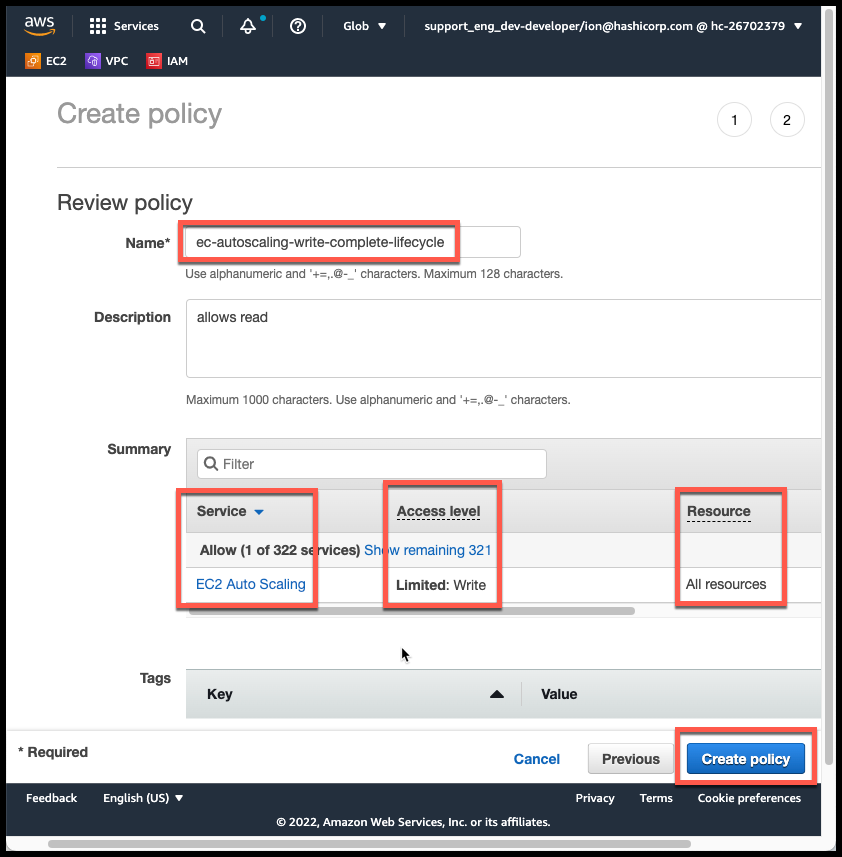 aws Services Glob support_eng_dev-developer/ion@hashicorp.com @ hc-26702379
EC2 VPC IAM
Create policy
1 2
Review policy
Name* ec-autoscaling-write-complete-lifecycle
Use alphanumeric and '+=,.@-_' characters. Maximum 128 characters.
Description allows read
Maximum 1000 characters. Use alphanumeric and '+=,.@-_' characters.
Summary
Filter
Service Access level Resource
Allow (1 of 322 services) Show remaining 321
EC2 Auto Scaling Limited: Write All resources
Tags
Key Value
* Required Cancel Previous Create policy
Feedback English (US) Privacy Terms Cookie preferences
© 2022, Amazon Web Services, Inc. or its affiliates.